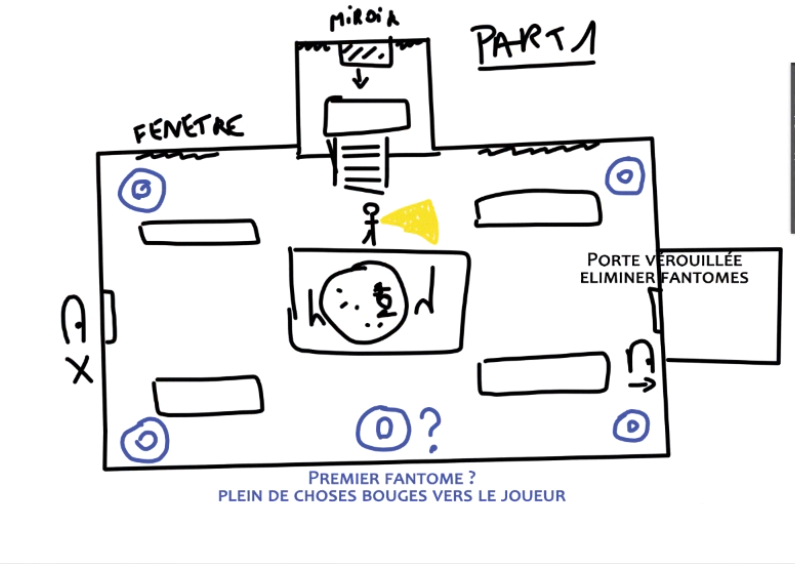 MIROIR
PART 1
FENETRE
PORTE VEROUILLÉE
ELIMINER FANTOMES
X
?
PREMIER FANTOME ?
PLEIN DE CHOSES BOUGES VERS LE JOUEUR